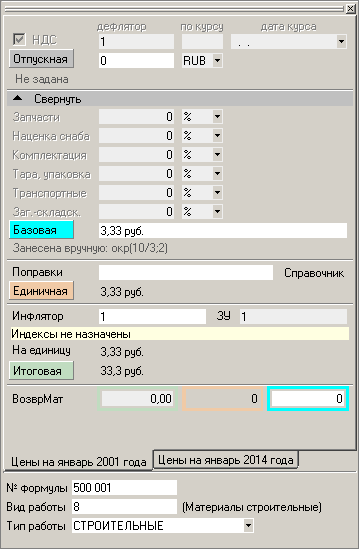 дефлятор по курсу дата курса
НДС 1 . .
Отпускная 0 RUB
Не задана
Свернуть
Запчасти 0 %
Наценка снаба 0 %
Комплектация 0 %
Тара, упаковка 0 %
Транспортные 0 %
Заг.-складск. 0 %
Базовая 3,33 руб.
Занесена вручную: окр(10/3;2)
Поправки Справочник
Единичная 3,33 руб.
Инфлятор 1 ЗУ 1
Индексы не назначены
На единицу 3,33 руб.
Итоговая 33,3 руб.
ВозврМат 0,00 0 0
Цены на январь 2001 года Цены на январь 2014 года
№ формулы 500 001
Вид работы 8 (Материалы строительные)
Тип работы СТРОИТЕЛЬНЫЕ